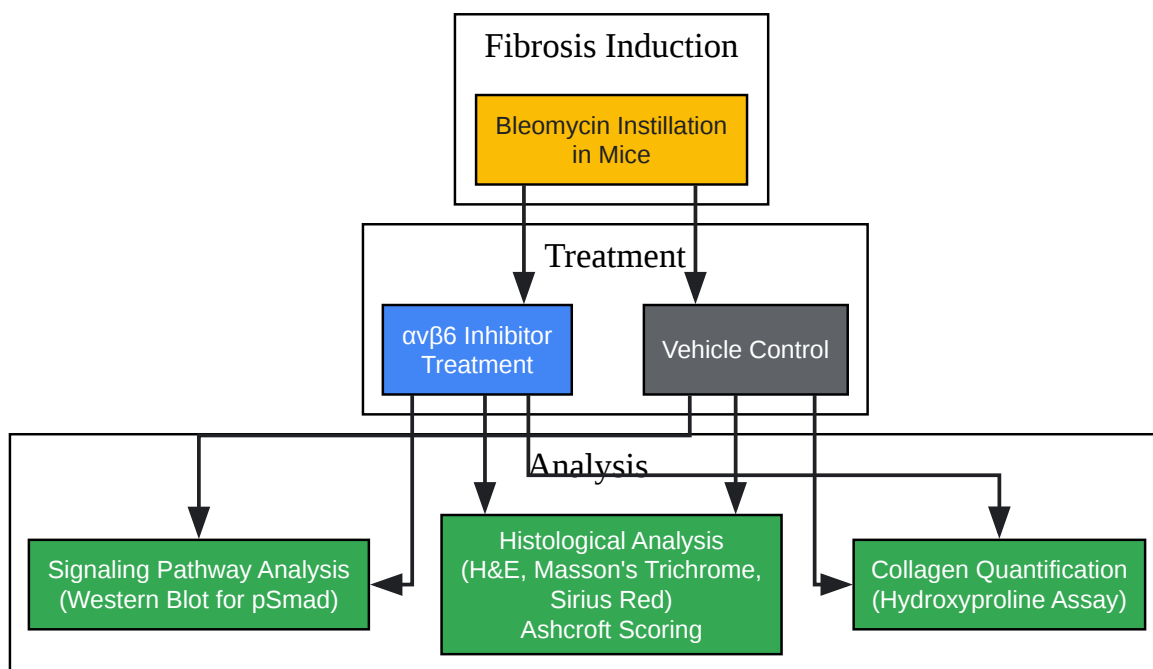 Fibrosis Induction
Bleomycin Instillation
in Mice
Treatment
αvβ6 Inhibitor
Treatment
Vehicle Control
Analysis
Signaling Pathway Analysis
(Western Blot for pSmad)
Histological Analysis
(H&E, Masson's Trichrome,
Sirius Red)
Ashcroft Scoring
Collagen Quantification
(Hydroxyproline Assay)